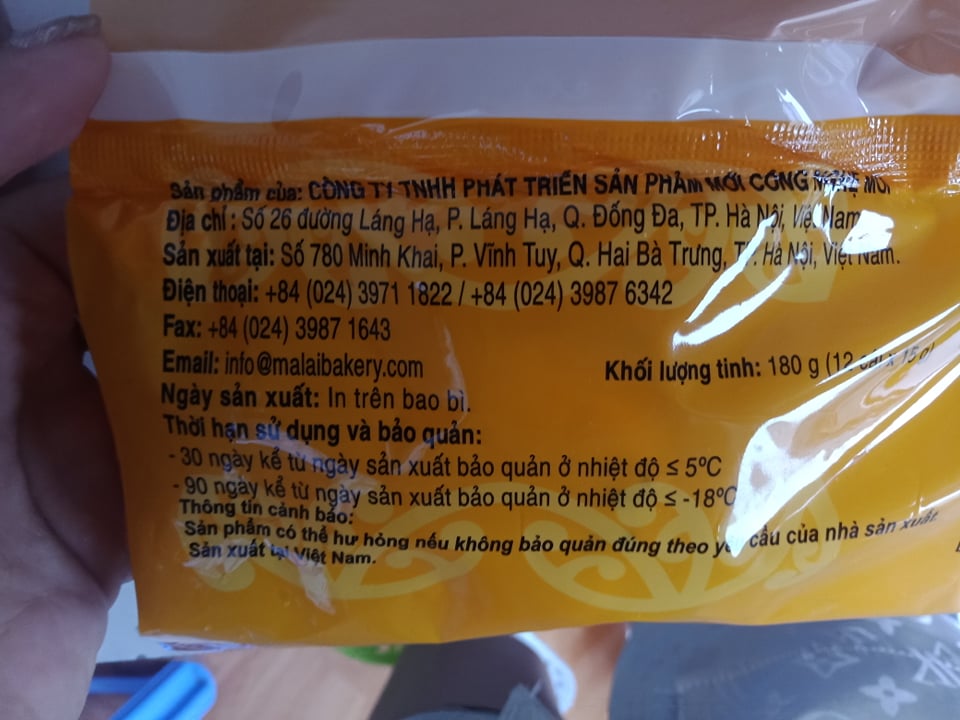 Sản phẩm của: CÔNG TY TNHH PHÁT TRIỂN SẢN PHẨM MỚI CÔNG NGHỆ MỚI
Địa chỉ : Số 26 đường Láng Hạ, P. Láng Hạ, Q. Đống Đa, TP. Hà Nội, Việt Nam
Sản xuất tại: Số 780 Minh Khai, P. Vĩnh Tuy, Q. Hai Bà Trưng, TP. Hà Nội, Việt Nam.
Điện thoại: +84 (024) 3971 1822 / +84 (024) 3987 6342
Fax: +84 (024) 3987 1643
Email: info@malaibakery.com
Khối lượng tịnh: 180 g (12 cái x 15 g)
Ngày sản xuất: In trên bao bì.
Thời hạn sử dụng và bảo quản:
- 30 ngày kể từ ngày sản xuất bảo quản ở nhiệt độ ≤ 5ºC
- 90 ngày kể từ ngày sản xuất bảo quản ở nhiệt độ ≤ -18ºC
Thông tin cảnh báo:
Sản phẩm có thể hư hỏng nếu không bảo quản đúng theo yêu cầu của nhà sản xuất
Sản xuất tại Việt Nam.